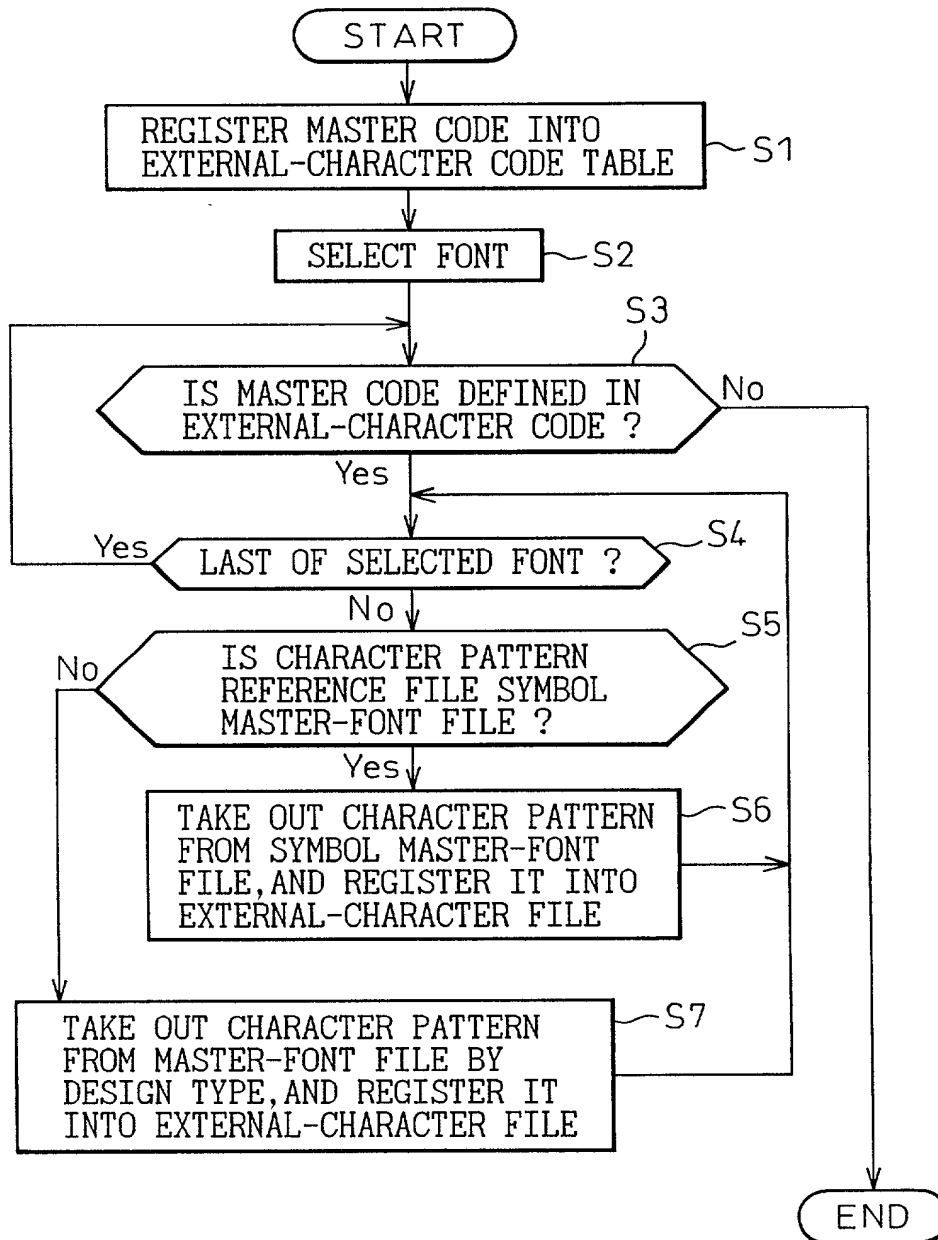 START
REGISTER MASTER CODE INTO
EXTERNAL-CHARACTER CODE TABLE
S1
SELECT FONT
S2
S3
IS MASTER CODE DEFINED IN
EXTERNAL-CHARACTER CODE ?
No
Yes
Yes
LAST OF SELECTED FONT ?
S4
No
S5
No
IS CHARACTER PATTERN
REFERENCE FILE SYMBOL
MASTER-FONT FILE ?
Yes
TAKE OUT CHARACTER PATTERN
FROM SYMBOL MASTER-FONT
FILE,AND REGISTER IT INTO
EXTERNAL-CHARACTER FILE
S6
TAKE OUT CHARACTER PATTERN
FROM MASTER-FONT FILE BY
DESIGN TYPE,AND REGISTER IT
INTO EXTERNAL-CHARACTER FILE
S7
END